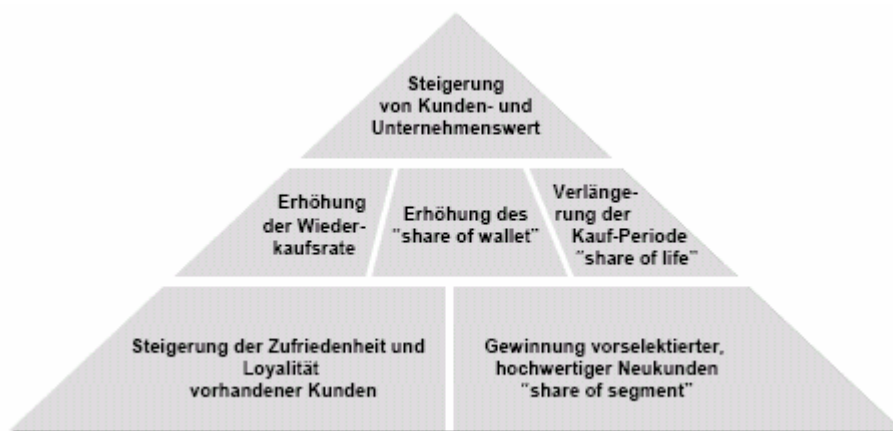 Steigerung
von Kunden- und
Unternehmenswert
Erhöhung
der Wieder-
kaufsrate
Erhöhung des
"share of wallet"
Verlänge-
rung der
Kauf-Periode
"share of life"
Steigerung der Zufriedenheit und
Loyalität
vorhandener Kunden
Gewinnung vorselektierter,
hochwertiger Neukunden
"share of segment"